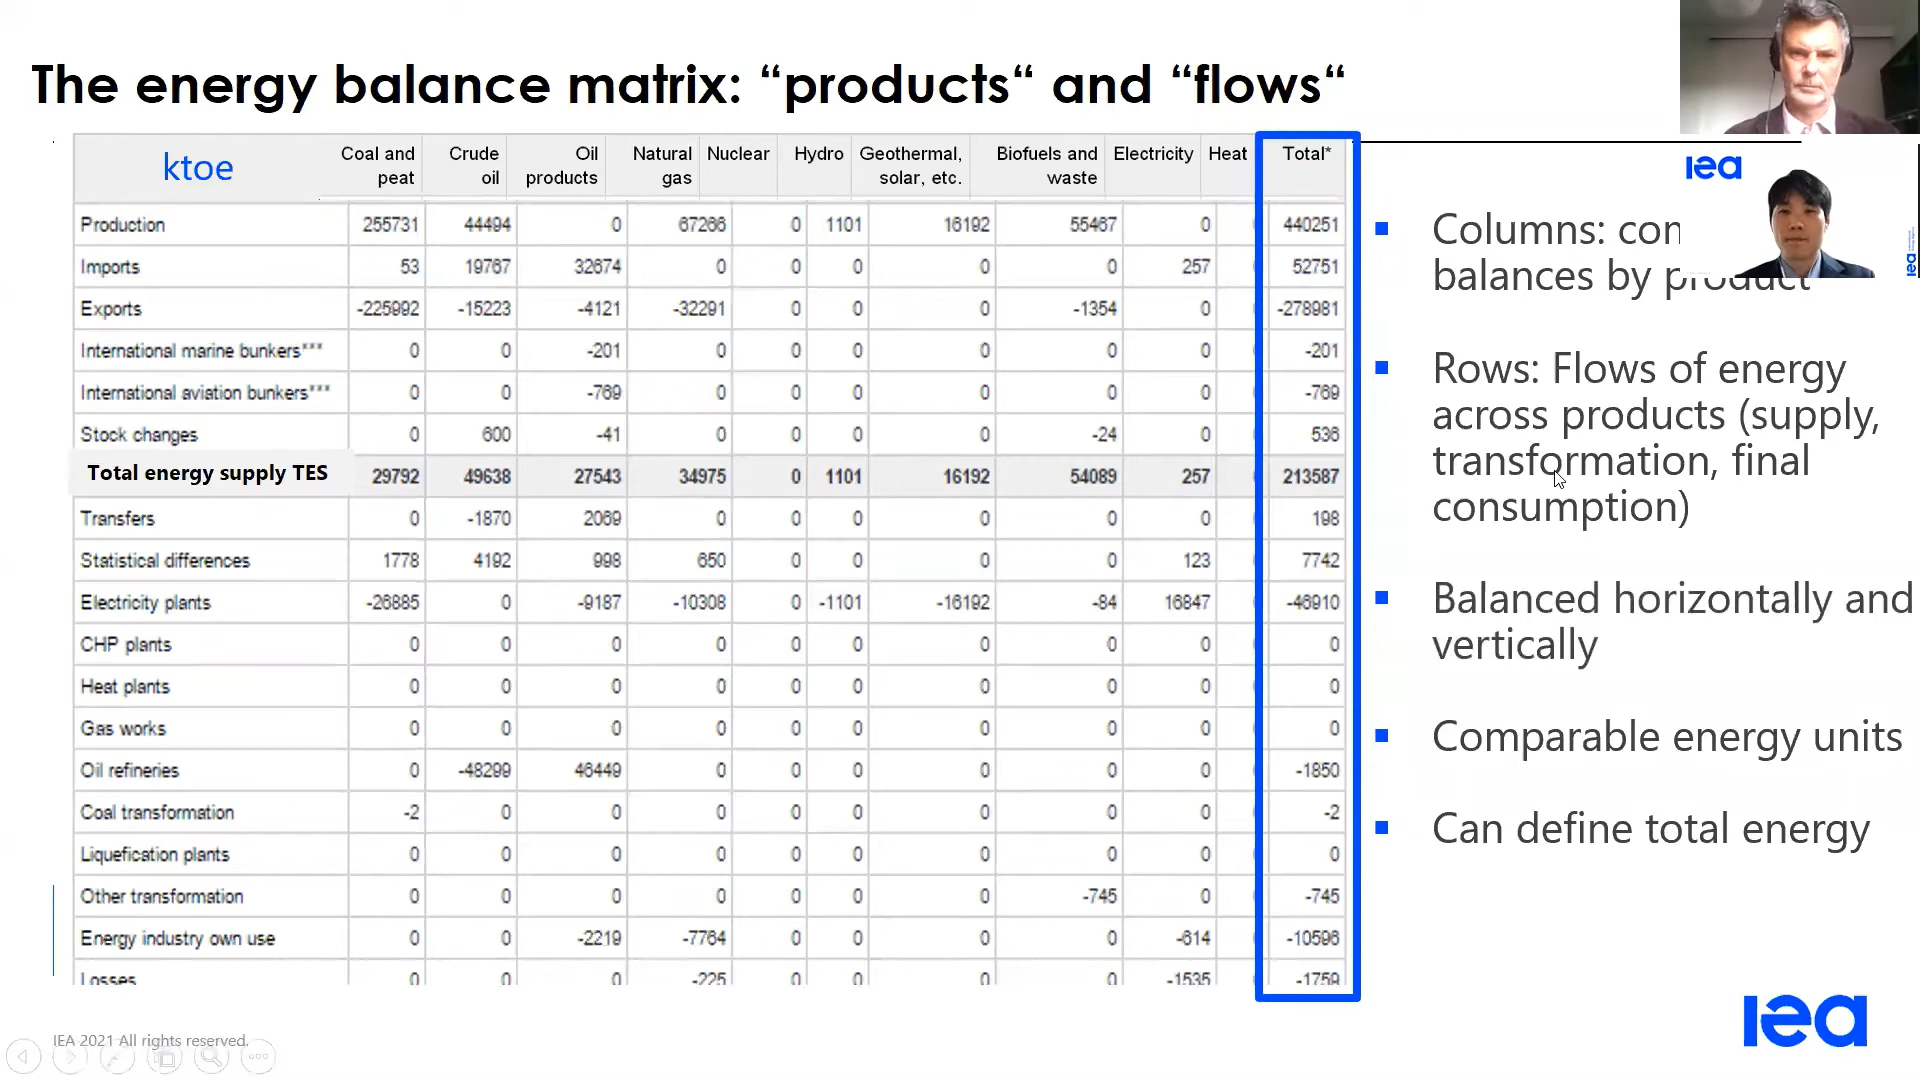 The energy balance matrix: “products“ and “flows“
ktoe Coal and peat Crude oil Oil products Natural gas Nuclear Hydro Geothermal, solar, etc. Biofuels and waste Electricity Heat Total*
Production 255731 44494 0 67266 0 1101 16192 55467 0 440251
Imports 53 19767 32674 0 0 0 0 0 257 52751
Exports -225992 -15223 -4121 -32291 0 0 0 -1354 0 -278981
International marine bunkers*** 0 0 -201 0 0 0 0 0 0 -201
International aviation bunkers*** 0 0 -769 0 0 0 0 0 0 -769
Stock changes 0 600 -41 0 0 0 0 -24 0 536
Total energy supply TES 29792 49638 27543 34975 0 1101 16192 54089 257 213587
Transfers 0 -1870 2069 0 0 0 0 0 0 198
Statistical differences 1778 4192 998 650 0 0 0 0 123 7742
Electricity plants -26885 0 -9187 -10308 0 -1101 -16192 -84 16847 -46910
CHP plants 0 0 0 0 0 0 0 0 0 0
Heat plants 0 0 0 0 0 0 0 0 0 0
Gas works 0 0 0 0 0 0 0 0 0 0
Oil refineries 0 -48299 46449 0 0 0 0 0 0 -1850
Coal transformation -2 0 0 0 0 0 0 0 0 -2
Liquefication plants 0 0 0 0 0 0 0 0 0 0
Other transformation 0 0 0 0 0 0 0 -745 0 -745
Energy industry own use 0 0 -2219 -7764 0 0 0 0 -614 -10596
Losses 0 0 0 -225 0 0 0 0 -1535 -1759
iea
Columns:
balances by product
Rows: Flows of energy
across products (supply,
transformation, final
consumption)
Balanced horizontally and
vertically
Comparable energy units
Can define total energy
iea
IEA 2021 All rights reserved.
iea